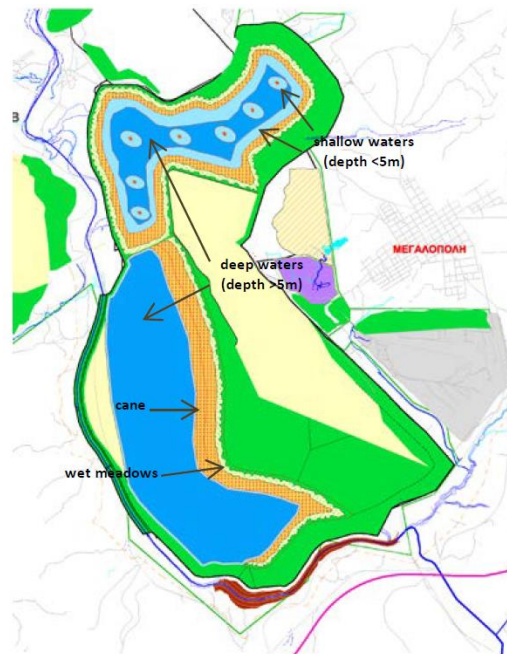 shallow waters
(depth <5m)
ΜΕΓΑΛΟΠΟΛΗ
deep waters
(depth >5m)
cane
wet meadows